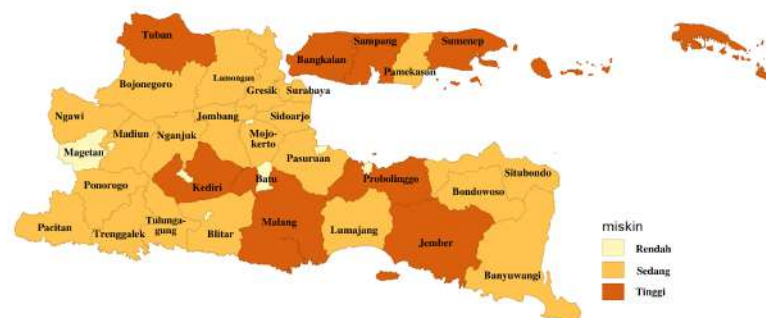 Tuban
Sampang
Sumenep
Bangkalan
Pamekasan
Bojonegoro
Lamongan
Gresik
Surabaya
Ngawi
Jombang
Sidoarjo
Madiun
Nganjuk
Mojo-
kerto
Magetan
Pasuruan
Situbondo
Kediri
Batu
Probolinggo
Bondowoso
Ponorogo
Pacitan
Trenggalek
Tulunga-
gung
Blitar
Malang
Lumajang
Jember
Banyuwangi
miskin
Rendah
Sedang
Tinggi